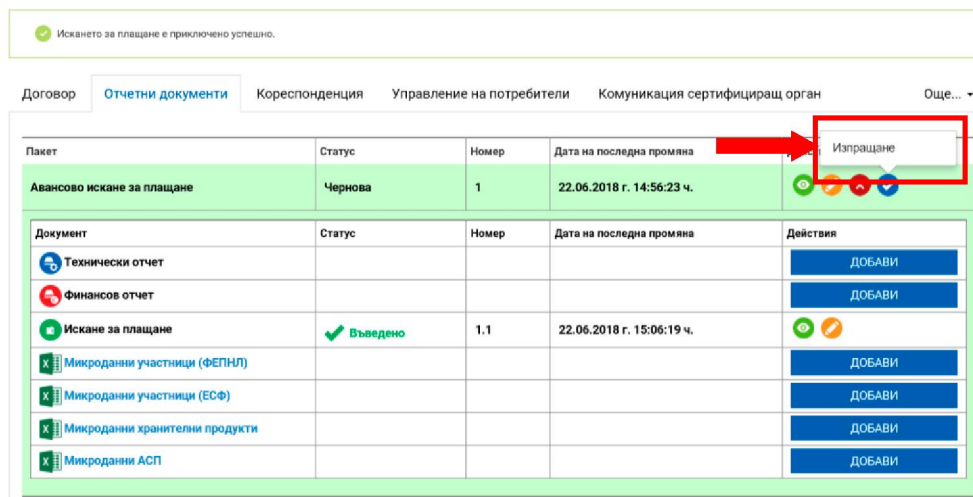 Искането за плащане е приключено успешно.
Договор Отчетни документи Кореспонденция Управление на потребители Комуникация сертифициращ орган Още...
Изпращане
Пакет Статус Номер Дата на последна промяна
Авансово искане за плащане Чернова 1 22.06.2018 г. 14:56:23 ч.
Документ Статус Номер Дата на последна промяна Действия
Технически отчет ДОБАВИ
Финансов отчет ДОБАВИ
Искане за плащане Въведено 1.1 22.06.2018 г. 15:06:19 ч.
Микроданни участници (ФЕПНЛ) ДОБАВИ
Микроданни участници (ЕСФ) ДОБАВИ
Микроданни хранителни продукти ДОБАВИ
Микроданни АСП ДОБАВИ